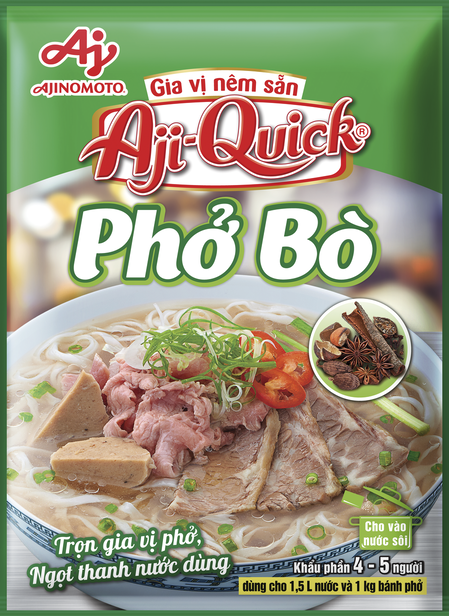 Aj
AJINOMOTO®
Gia vị nêm sẵn
Aji-Quick®
Phở Bò
Cho vào
nước sôi
Trọn gia vị phở,
Ngọt thanh nước dùng
Khẩu phần 4 - 5 người
dùng cho 1,5L nước và 1 kg bánh phở